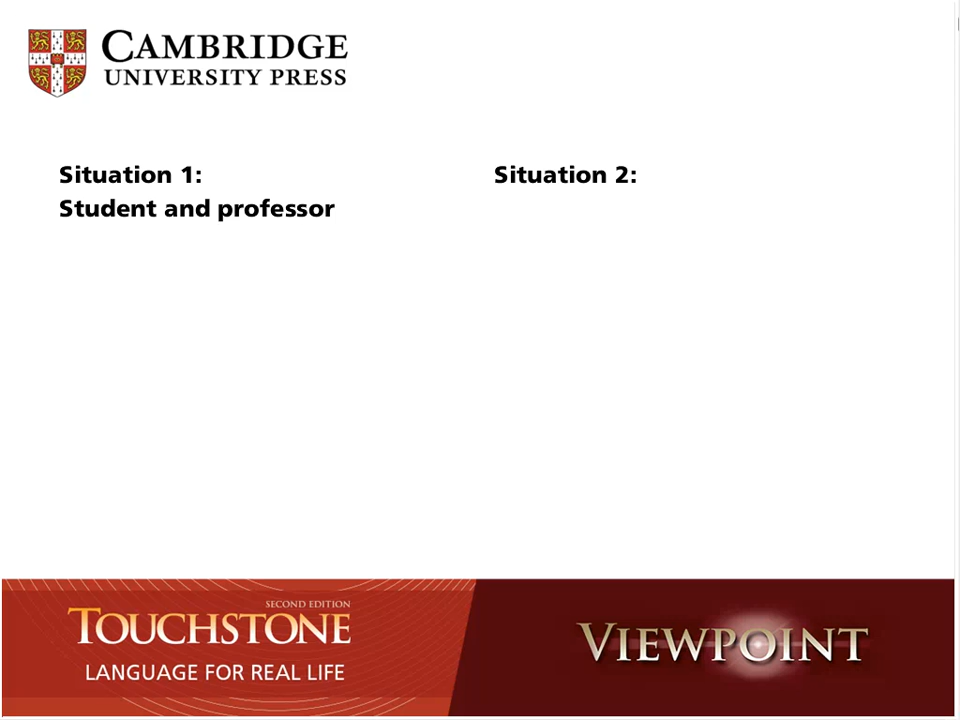 CAMBRIDGE
UNIVERSITY PRESS
Situation 1:
Student and professor
Situation 2:
SECOND EDITION
TOUCHSTONE
LANGUAGE FOR REAL LIFE
VIEWPOINT